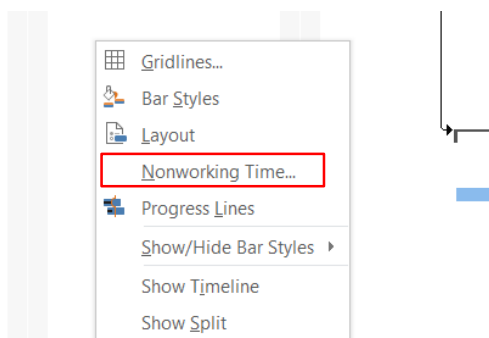 Gridlines...
Bar Styles
Layout
Nonworking Time...
Progress Lines
Show/Hide Bar Styles
Show Timeline
Show Split